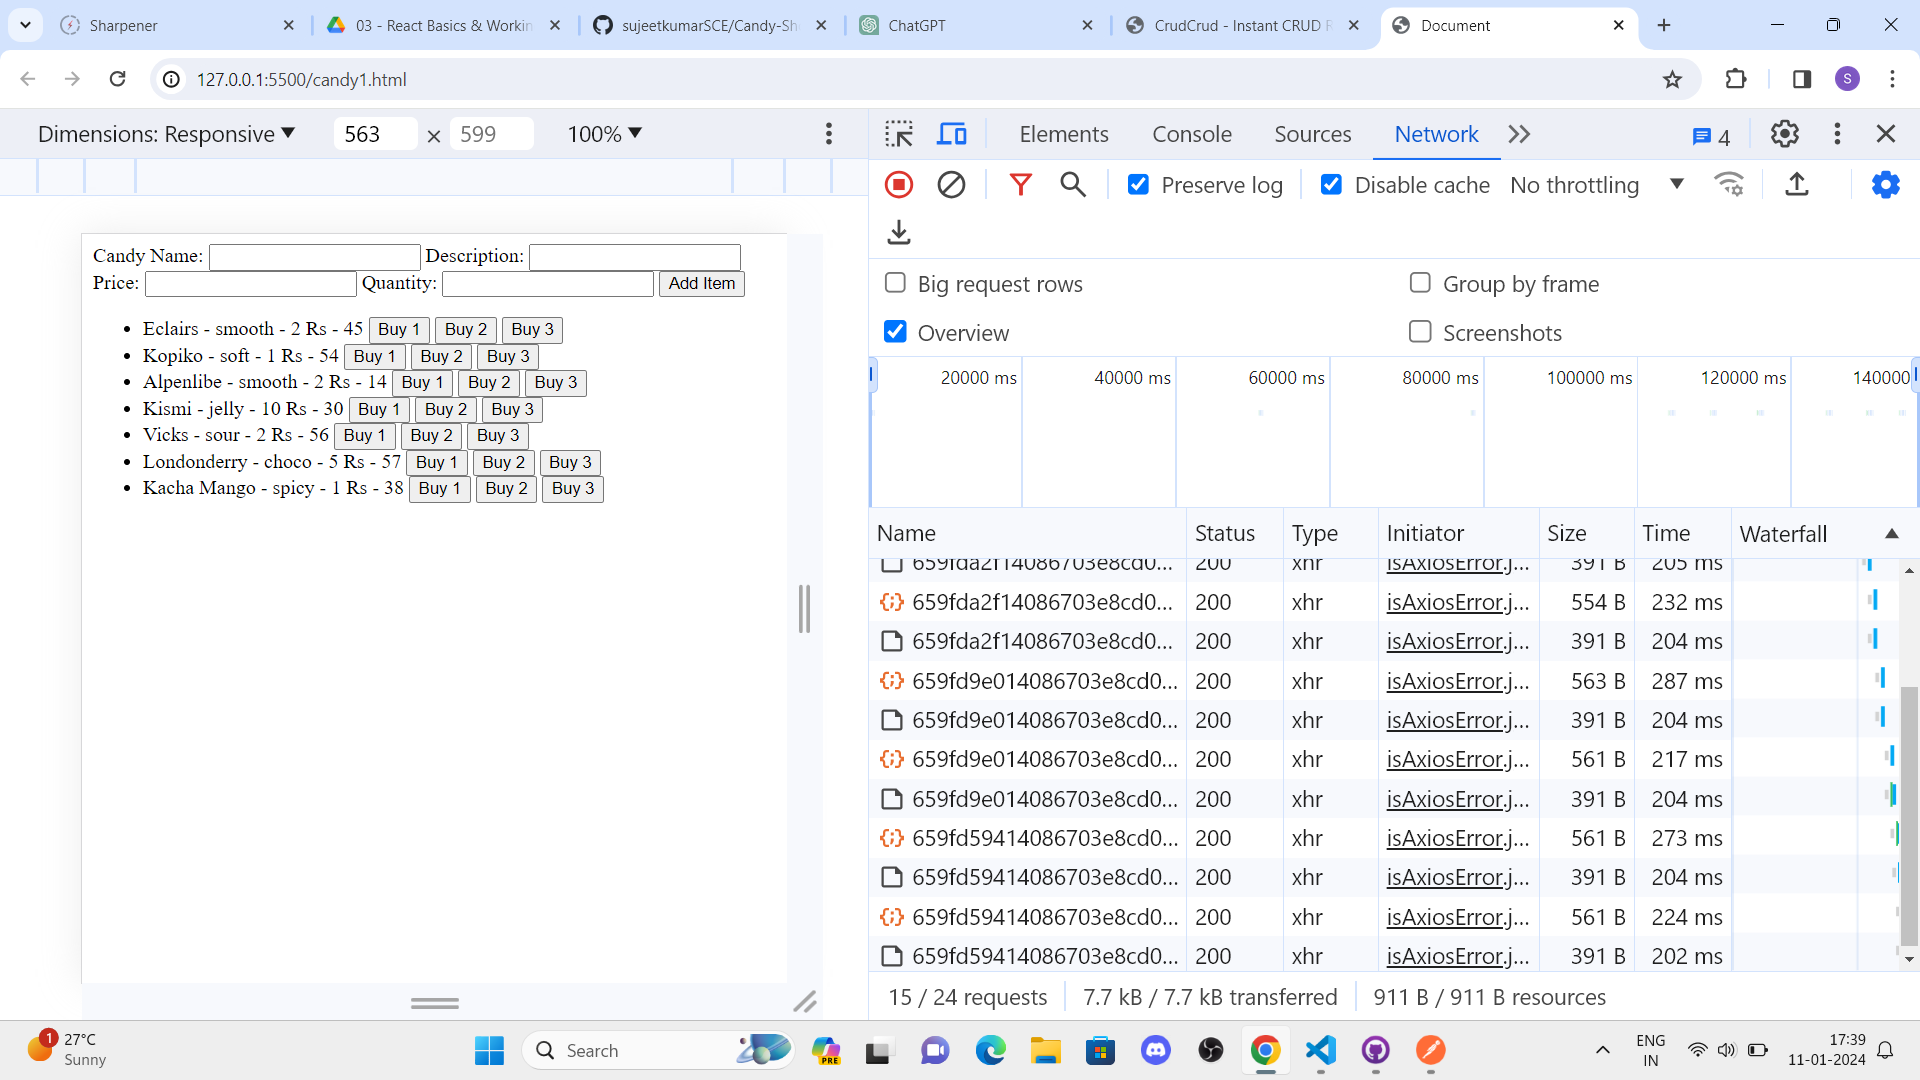 Sharpener
03 - React Basics & Workin
sujeetkumarSCE/Candy-Sh
ChatGPT
CrudCrud - Instant CRUD R
Document
127.0.0.1:5500/candy1.html
S
Dimensions: Responsive 563 × 599 100%
Elements Console Sources Network 4
Preserve log Disable cache No throttling
Big request rows Group by frame
Overview Screenshots
20000 ms 40000 ms 60000 ms 80000 ms 100000 ms 120000 ms 140000
Candy Name: Description:
Price: Quantity: Add Item
Eclairs - smooth - 2 Rs - 45 Buy 1 Buy 2 Buy 3
Kopiko - soft - 1 Rs - 54 Buy 1 Buy 2 Buy 3
Alpenlibe - smooth - 2 Rs - 14 Buy 1 Buy 2 Buy 3
Kismi - jelly - 10 Rs - 30 Buy 1 Buy 2 Buy 3
Vicks - sour - 2 Rs - 56 Buy 1 Buy 2 Buy 3
Londonderry - choco - 5 Rs - 57 Buy 1 Buy 2 Buy 3
Kacha Mango - spicy - 1 Rs - 38 Buy 1 Buy 2 Buy 3
Name Status Type Initiator Size Time Waterfall
659fda2f14086703e8cd0... 200 xhr isAxiosError.j... 391 B 205 ms
659fda2f14086703e8cd0... 200 xhr isAxiosError.j... 554 B 232 ms
659fda2f14086703e8cd0... 200 xhr isAxiosError.j... 391 B 204 ms
659fd9e014086703e8cd0... 200 xhr isAxiosError.j... 563 B 287 ms
659fd9e014086703e8cd0... 200 xhr isAxiosError.j... 391 B 204 ms
659fd9e014086703e8cd0... 200 xhr isAxiosError.j... 561 B 217 ms
659fd9e014086703e8cd0... 200 xhr isAxiosError.j... 391 B 204 ms
659fd59414086703e8cd0... 200 xhr isAxiosError.j... 561 B 273 ms
659fd59414086703e8cd0... 200 xhr isAxiosError.j... 391 B 204 ms
659fd59414086703e8cd0... 200 xhr isAxiosError.j... 561 B 224 ms
659fd59414086703e8cd0... 200 xhr isAxiosError.j... 391 B 202 ms
15 / 24 requests 7.7 kB / 7.7 kB transferred 911 B / 911 B resources
1
27°C
Sunny
Search
PRE
ENG
IN
17:39
11-01-2024